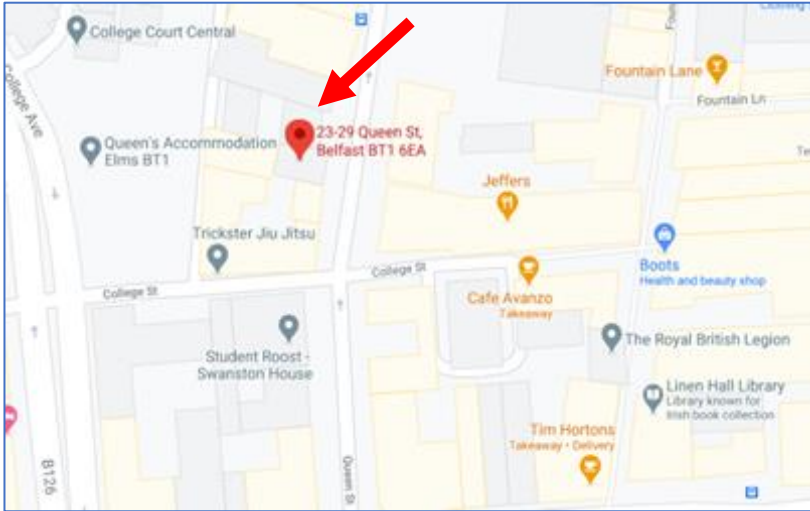 Clothing
College Court Central
College Ave
Fountain Lane
Fountain Ln
23-29 Queen St,
Belfast BT1 6EA
Queen's Accommodation
Elms BT1
Jeffers
Trickster Jiu Jitsu
College St
Boots
Health and beauty shop
College St
Cafe Avanzo
Takeaway
Student Roost -
Swanston House
The Royal British Legion
Linen Hall Library
Library known for
Irish book collection
Tim Hortons
Takeaway • Delivery
B126
Queen St